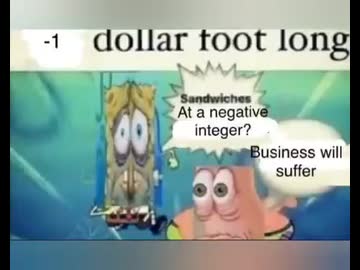 -1 dollar foot long
Sandwiches
At a negative
integer?
Business will
suffer